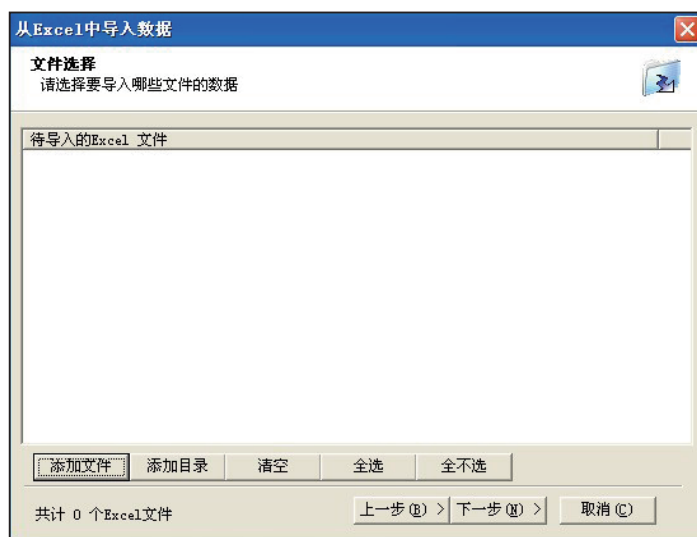 从Excel中导入数据
文件选择
请选择要导入哪些文件的数据
待导入的Excel 文件
添加文件 添加目录 清空 全选 全不选
共计 0 个Excel文件 上一步(B) > 下一步(N) > 取消(C)